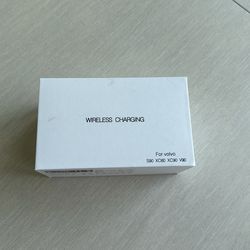 WIRELESS CHARGING
For volvo
S90 XC60 XC90 V90